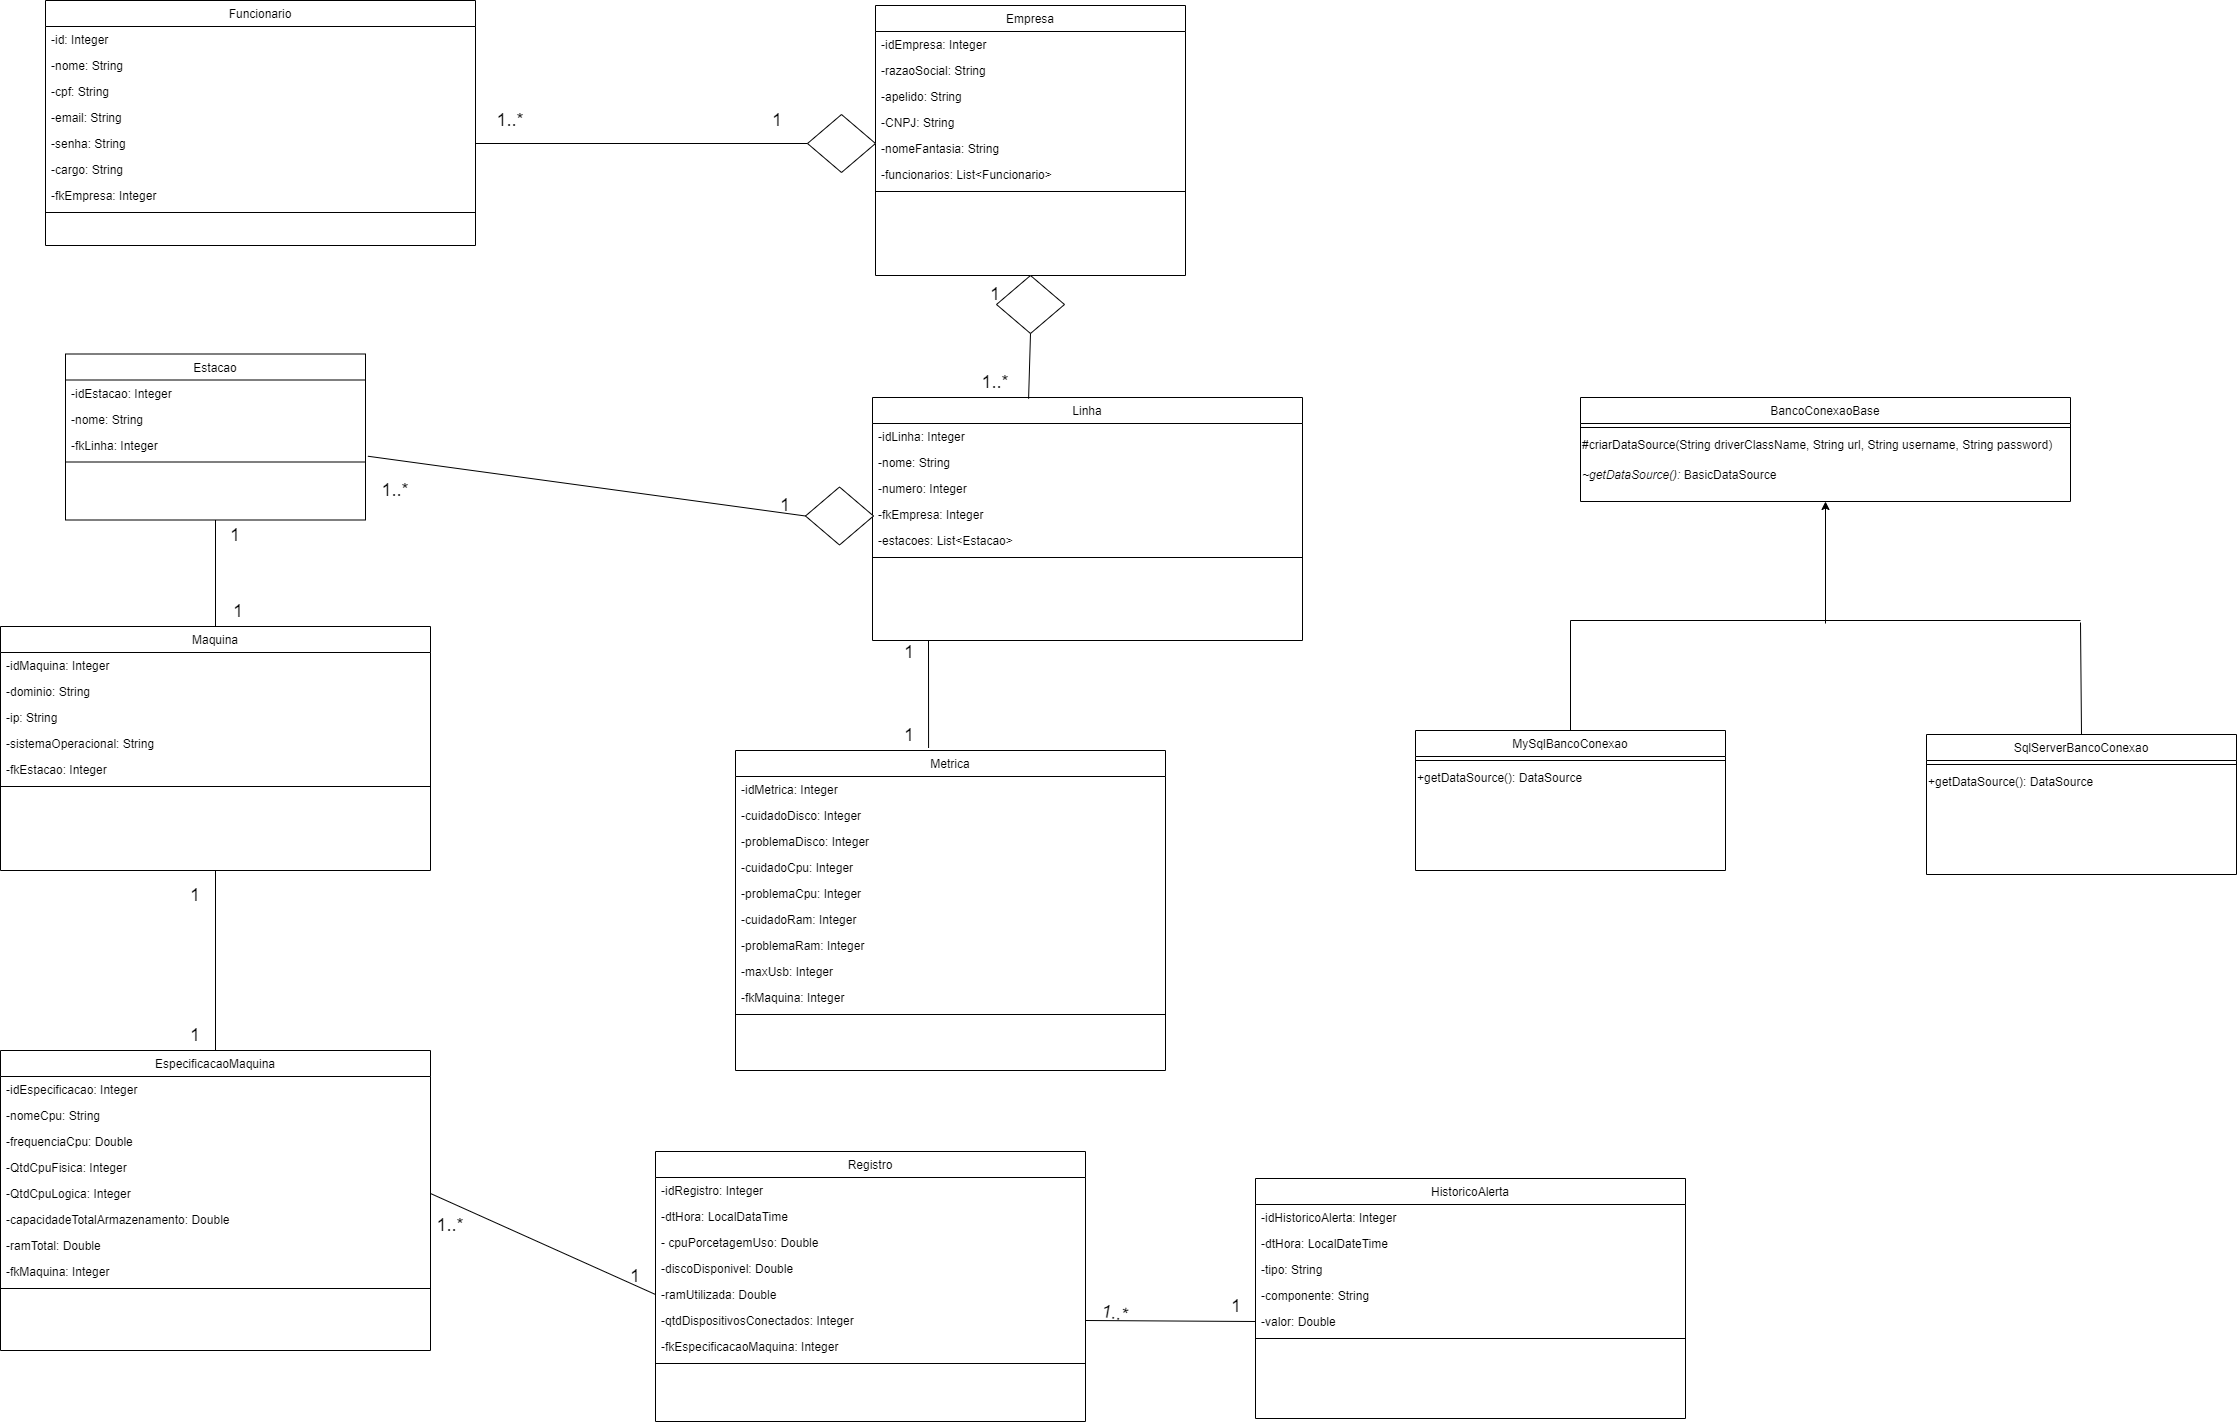 Funcionario
-id: Integer
-nome: String
-cpf: String
-email: String
-senha: String
-cargo: String
-fkEmpresa: Integer
1..*
1
Empresa
-idEmpresa: Integer
-razaoSocial: String
-apelido: String
-CNPJ: String
-nomeFantasia: String
-funcionarios: List<Funcionario>
1
1..*
Estacao
-idEstacao: Integer
-nome: String
-fkLinha: Integer
1..*
1
Linha
-idLinha: Integer
-nome: String
-numero: Integer
-fkEmpresa: Integer
-estacoes: List<Estacao>
BancoConexaoBase
#criarDataSource(String driverClassName, String url, String username, String password)
~getDataSource(): BasicDataSource
1
1
Maquina
-idMaquina: Integer
-dominio: String
-ip: String
-sistemaOperacional: String
-fkEstacao: Integer
1
1
Metrica
-idMetrica: Integer
-cuidadoDisco: Integer
-problemaDisco: Integer
-cuidadoCpu: Integer
-problemaCpu: Integer
-cuidadoRam: Integer
-problemaRam: Integer
-maxUsb: Integer
-fkMaquina: Integer
MySqlBancoConexao
+getDataSource(): DataSource
SqlServerBancoConexao
+getDataSource(): DataSource
1
1
EspecificacaoMaquina
-idEspecificacao: Integer
-nomeCpu: String
-frequenciaCpu: Double
-QtdCpuFisica: Integer
-QtdCpuLogica: Integer
-capacidadeTotalArmazenamento: Double
-ramTotal: Double
-fkMaquina: Integer
1..*
1
Registro
-idRegistro: Integer
-dtHora: LocalDataTime
- cpuPorcetagemUso: Double
-discoDisponivel: Double
-ramUtilizada: Double
-qtdDispositivosConectados: Integer
-fkEspecificacaoMaquina: Integer
1..*
1
HistoricoAlerta
-idHistoricoAlerta: Integer
-dtHora: LocalDateTime
-tipo: String
-componente: String
-valor: Double